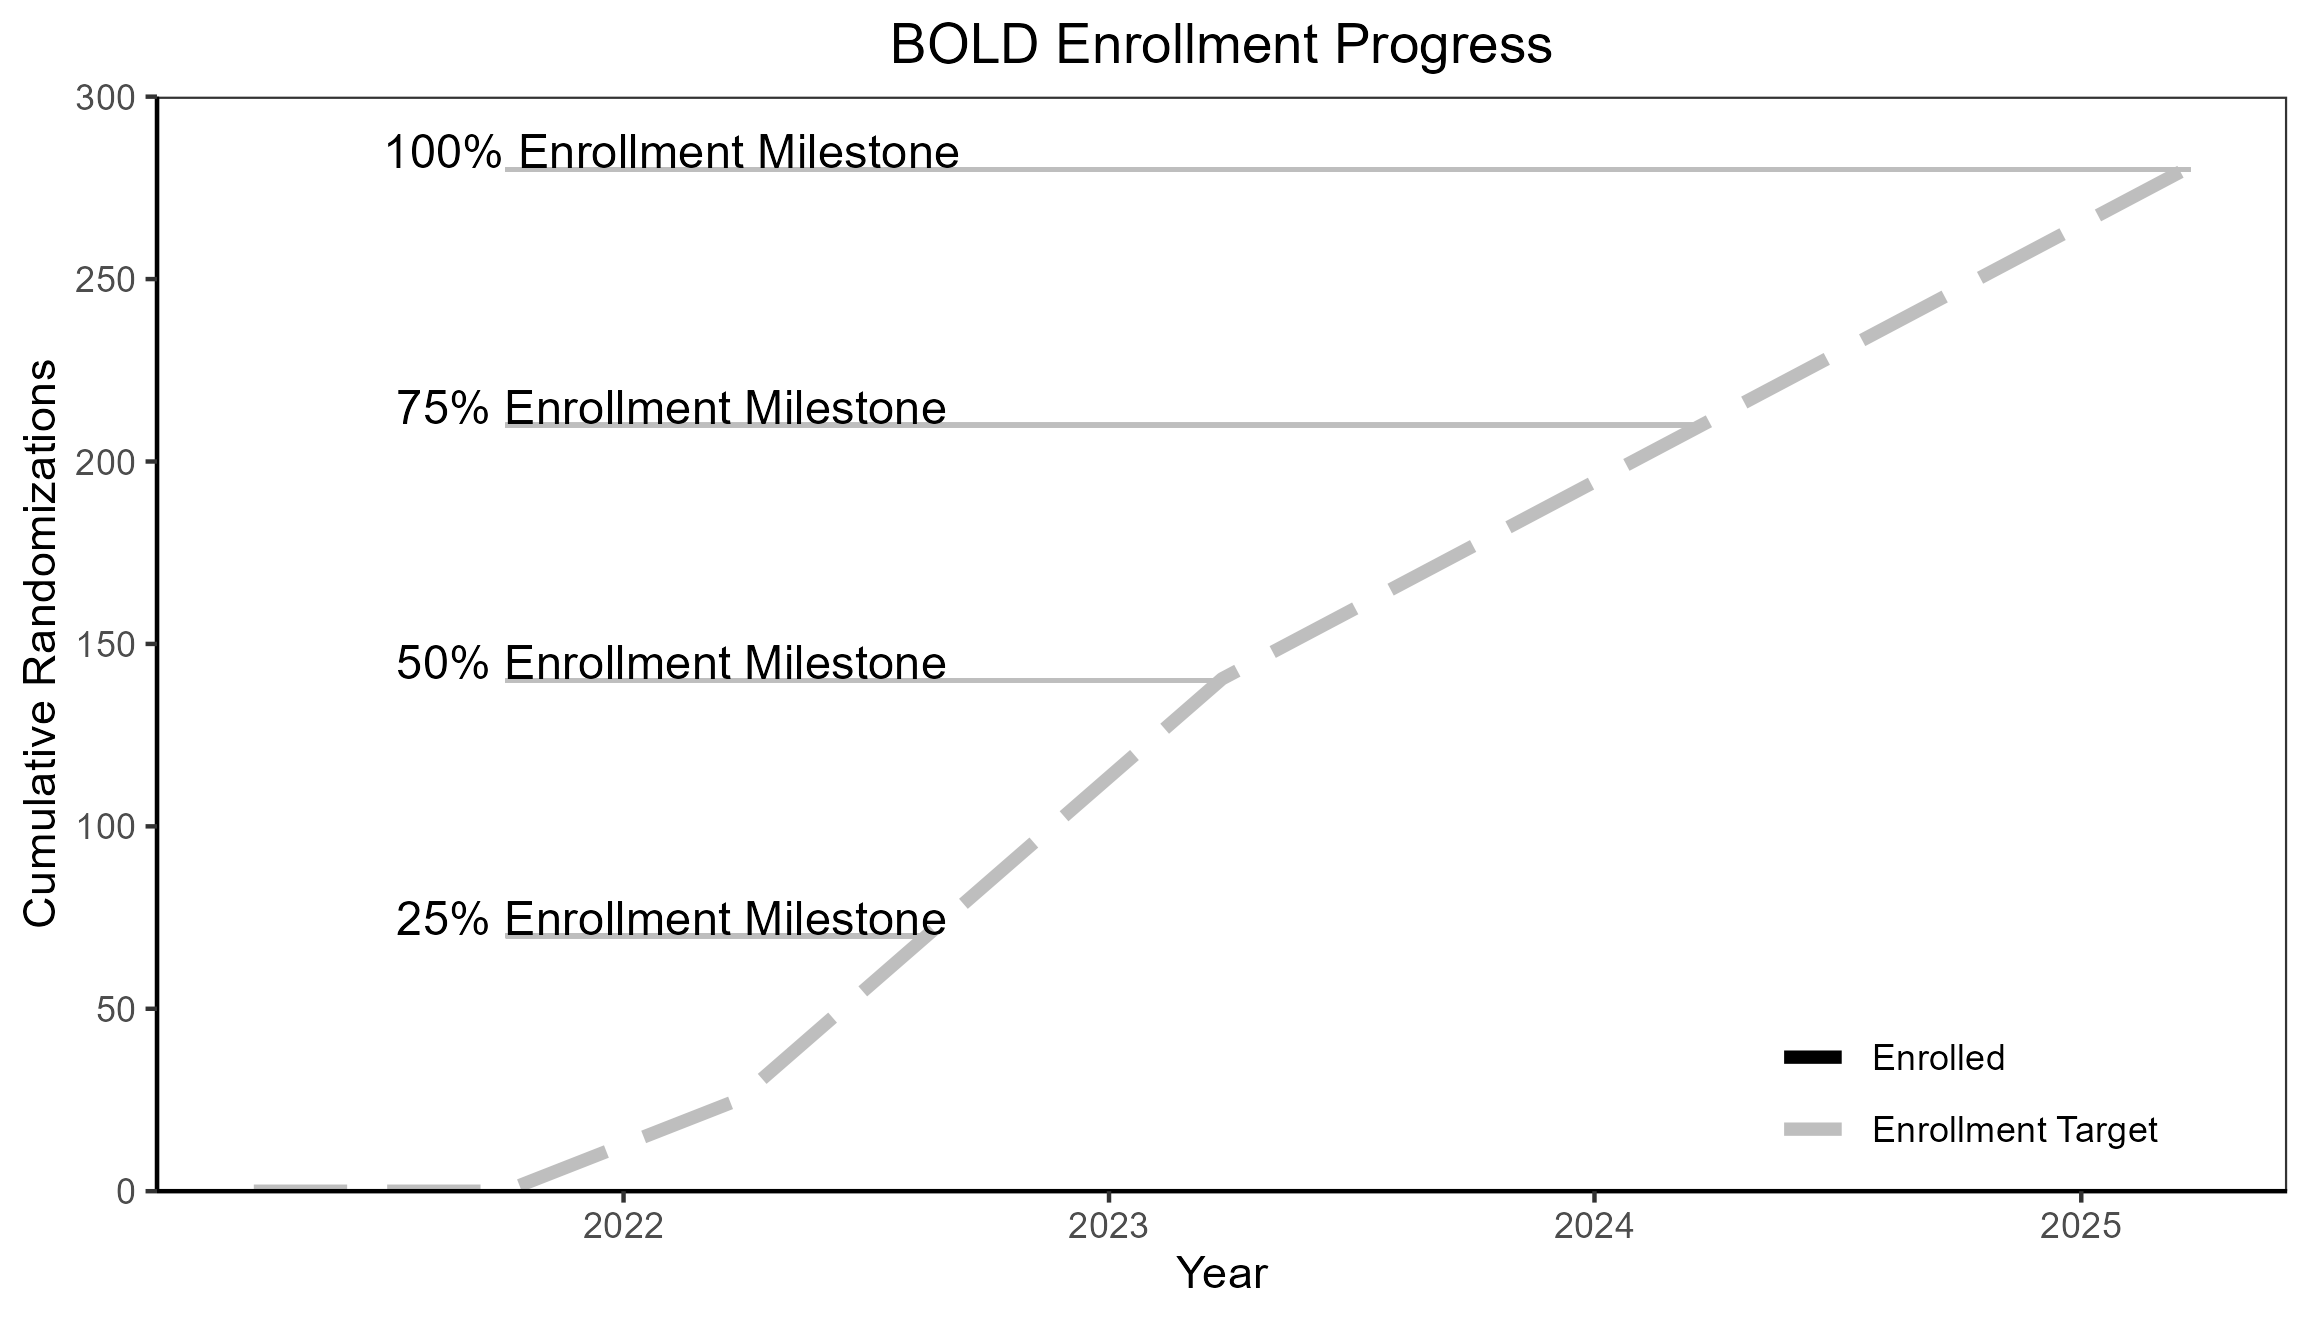 BOLD Enrollment Progress
300
250
200
150
100
50
0
Cumulative Randomizations
100% Enrollment Milestone
75% Enrollment Milestone
50% Enrollment Milestone
25% Enrollment Milestone
Enrolled
Enrollment Target
2022
2023
2024
2025
Year